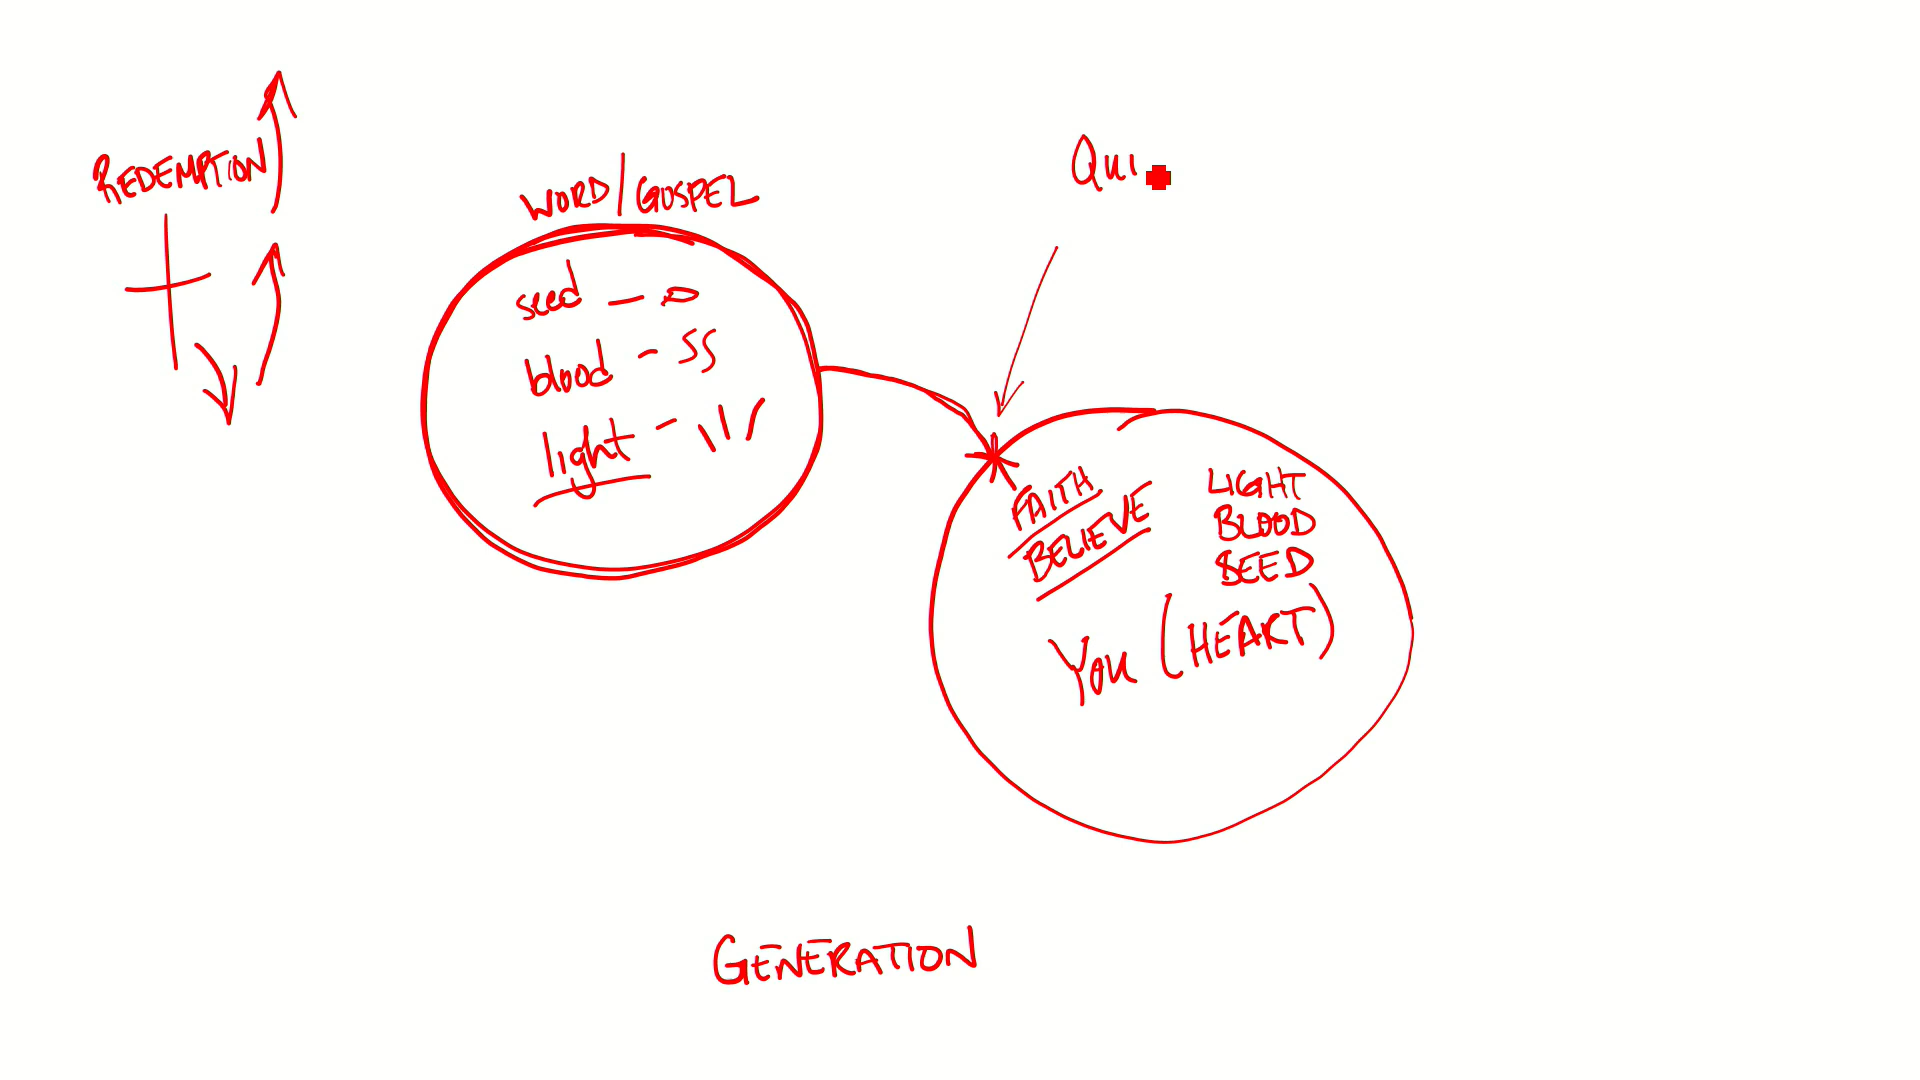 REDEMPTION
WORD/GOSPEL
seed
blood
light
QUI
FAITH
BELIEVE
LIGHT
BLOOD
SEED
You (HEART)
GENERATION